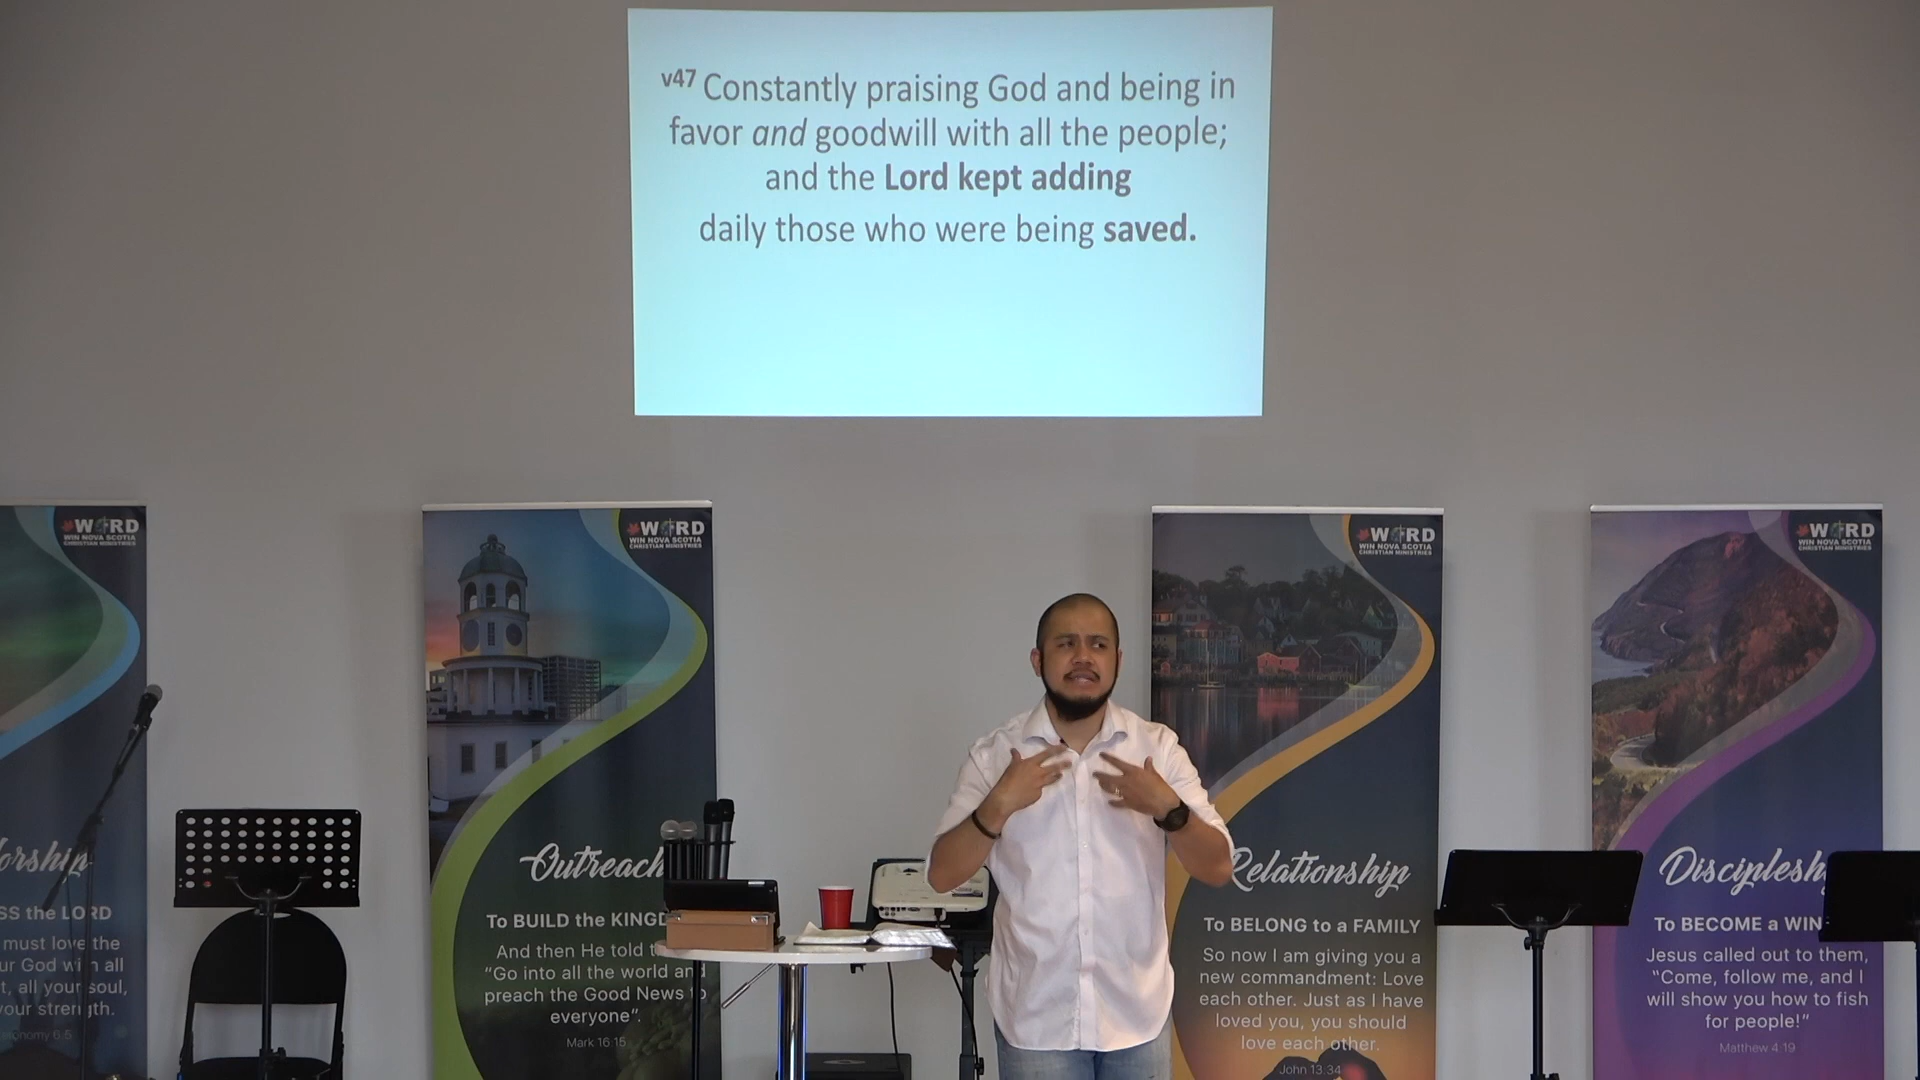 v47 Constantly praising God and being in
favor and goodwill with all the people;
and the Lord kept adding
daily those who were being saved.
WORD
WIN NOVA SCOTIA
CHRISTIAN MINISTRIES
SS the LORD
must love the
ur God with all
t, all your soul,
your strength.
WORD
WIN NOVA SCOTIA
CHRISTIAN MINISTRIES
Outreach
To BUILD the KINGD
And then He told t
“Go into all the world and
preach the Good News to
everyone”.
Mark 16:15
WORD
WIN NOVA SCOTIA
CHRISTIAN MINISTRIES
Relationship
To BELONG to a FAMILY
So now I am giving you a
new commandment: Love
each other. Just as I have
loved you, you should
love each other.
John 13:34
WORD
WIN NOVA SCOTIA
CHRISTIAN MINISTRIES
Disciplesh
To BECOME a WIN
Jesus called out to them,
“Come, follow me, and I
will show you how to fish
for people!”
Matthew 4:19